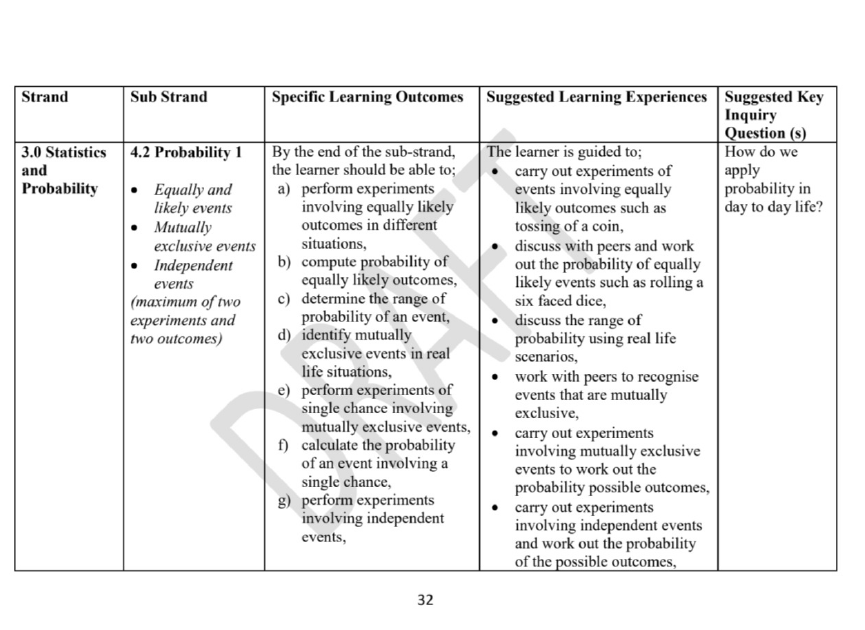 Strand
Sub Strand
Specific Learning Outcomes
Suggested Learning Experiences
Suggested Key
Inquiry
Question (s)
3.0 Statistics
and
Probability
4.2 Probability 1
• Equally and
likely events
• Mutually
exclusive events
• Independent
events
(maximum of two
experiments and
two outcomes)
By the end of the sub-strand,
the learner should be able to;
a) perform experiments
involving equally likely
outcomes in different
situations,
b) compute probability of
equally likely outcomes,
c) determine the range of
probability of an event,
d) identify mutually
exclusive events in real
life situations,
e) perform experiments of
single chance involving
mutually exclusive events,
f) calculate the probability
of an event involving a
single chance,
g) perform experiments
involving independent
events,
The learner is guided to;
• carry out experiments of
events involving equally
likely outcomes such as
tossing of a coin,
• discuss with peers and work
out the probability of equally
likely events such as rolling a
six faced dice,
• discuss the range of
probability using real life
scenarios,
• work with peers to recognise
events that are mutually
exclusive,
• carry out experiments
involving mutually exclusive
events to work out the
probability possible outcomes,
• carry out experiments
involving independent events
and work out the probability
of the possible outcomes,
How do we
apply
probability in
day to day life?
DRAFT
32